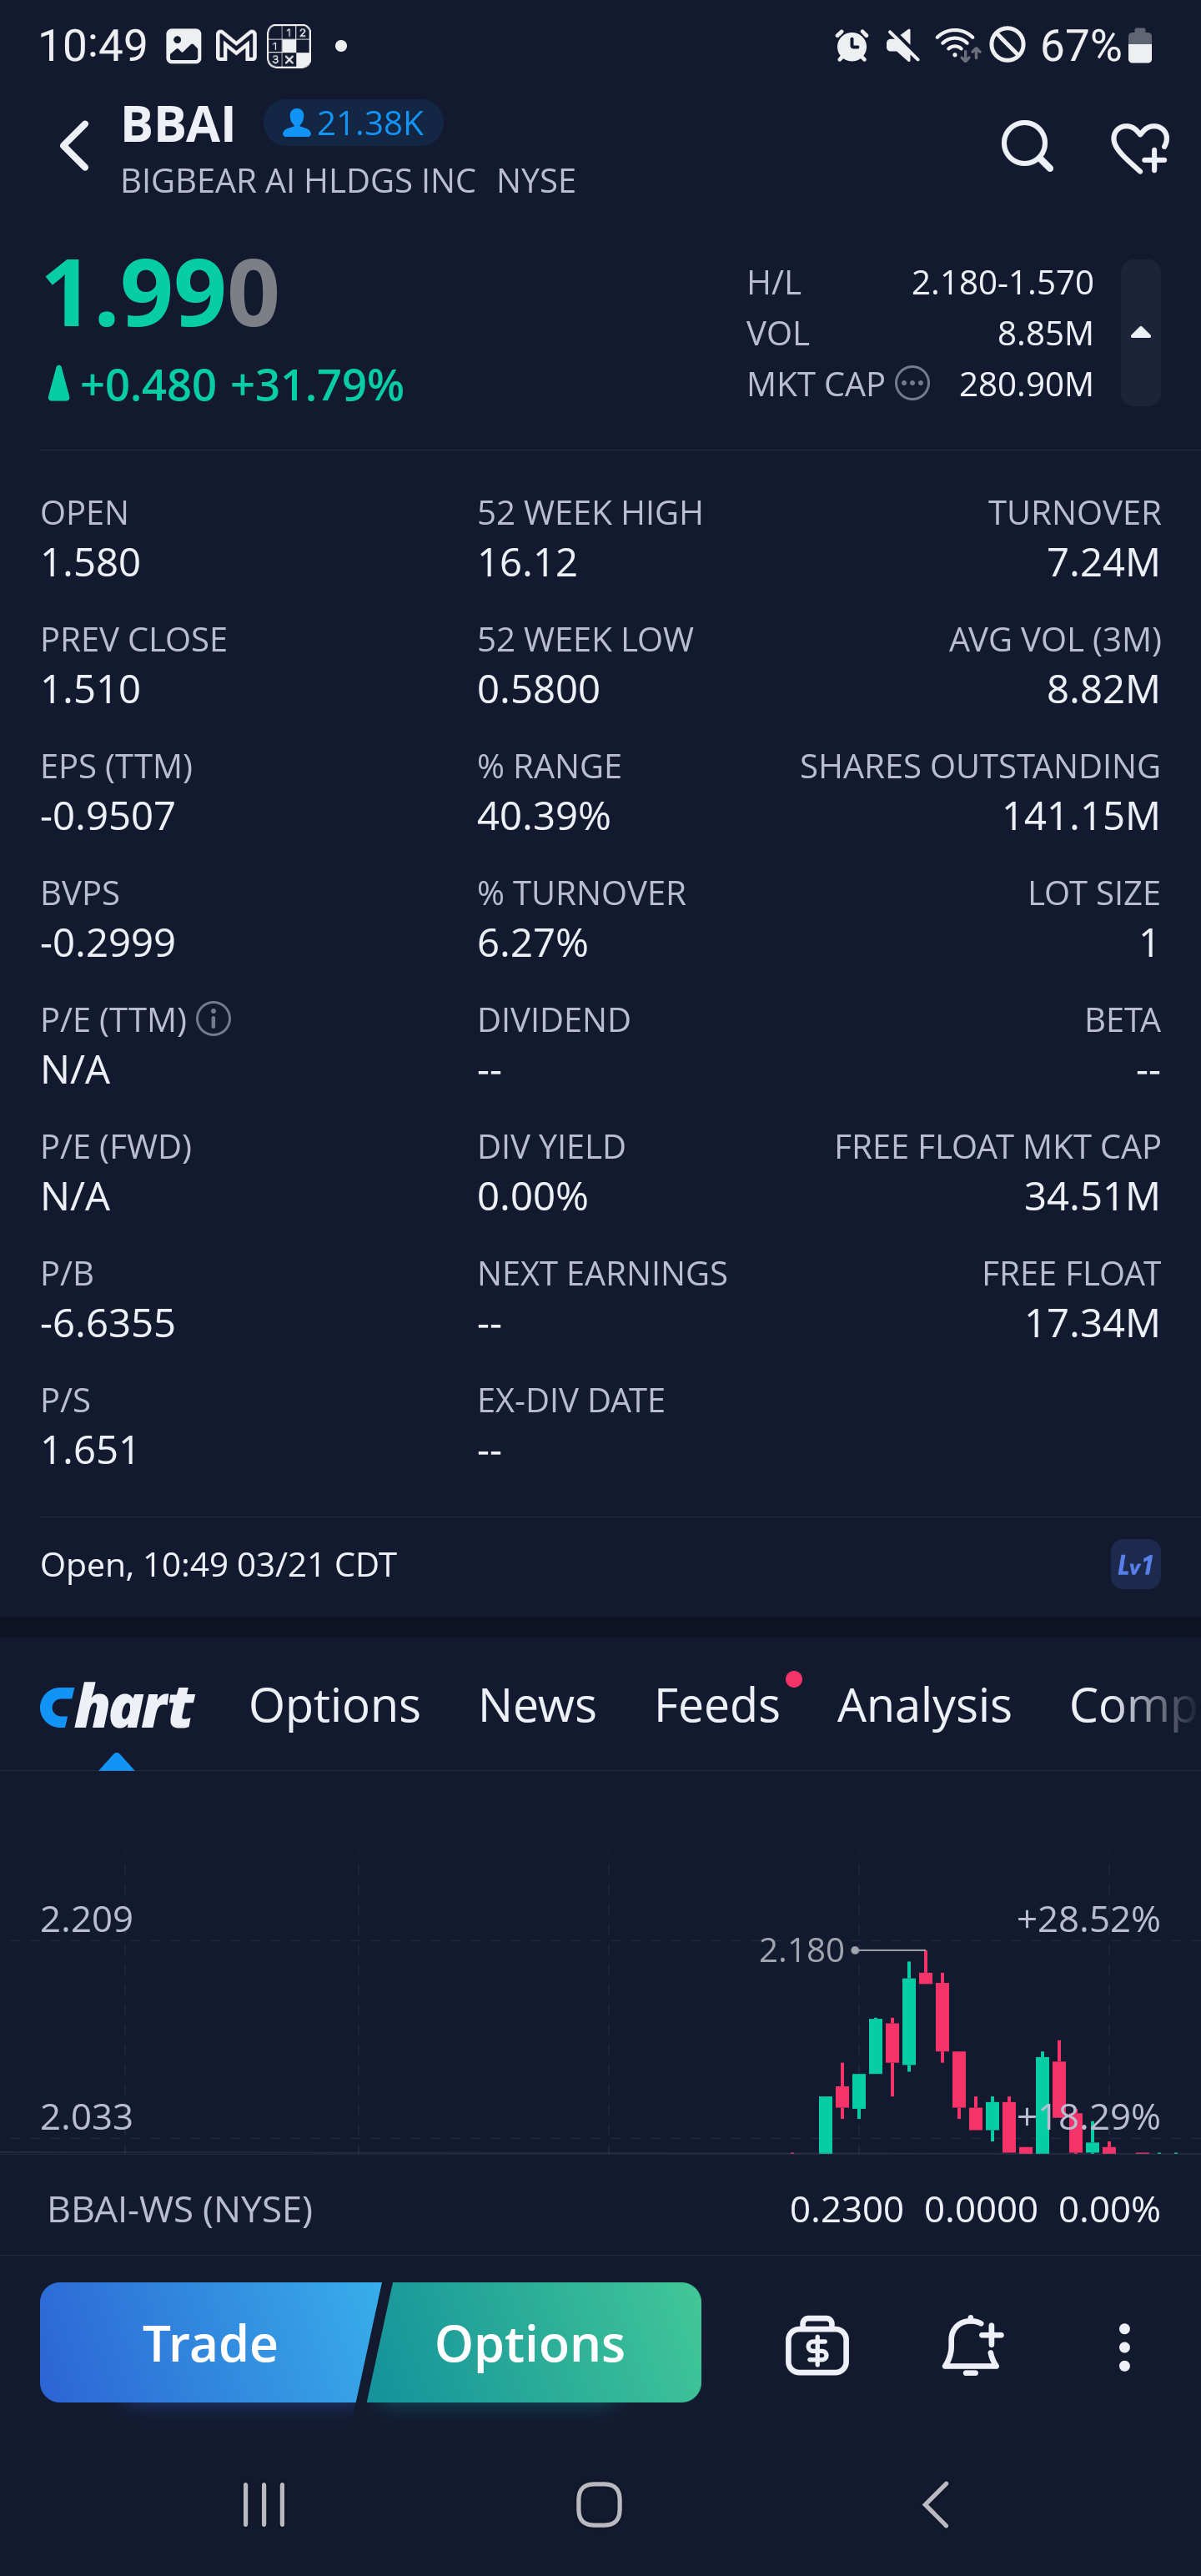 10:49 67%
BBAI 21.38K
BIGBEAR AI HLDGS INC NYSE
1.990
+0.480 +31.79%
H/L 2.180-1.570
VOL 8.85M
MKT CAP 280.90M
OPEN 52 WEEK HIGH TURNOVER
1.580 16.12 7.24M
PREV CLOSE 52 WEEK LOW AVG VOL (3M)
1.510 0.5800 8.82M
EPS (TTM) % RANGE SHARES OUTSTANDING
-0.9507 40.39% 141.15M
BVPS % TURNOVER LOT SIZE
-0.2999 6.27% 1
P/E (TTM) DIVIDEND BETA
N/A -- --
P/E (FWD) DIV YIELD FREE FLOAT MKT CAP
N/A 0.00% 34.51M
P/B NEXT EARNINGS FREE FLOAT
-6.6355 -- 17.34M
P/S EX-DIV DATE
1.651 --
Open, 10:49 03/21 CDT Lv1
Chart Options News Feeds Analysis Comp
2.209 +28.52%
2.180
2.033 +18.29%
BBAI-WS (NYSE) 0.2300 0.0000 0.00%
Trade Options